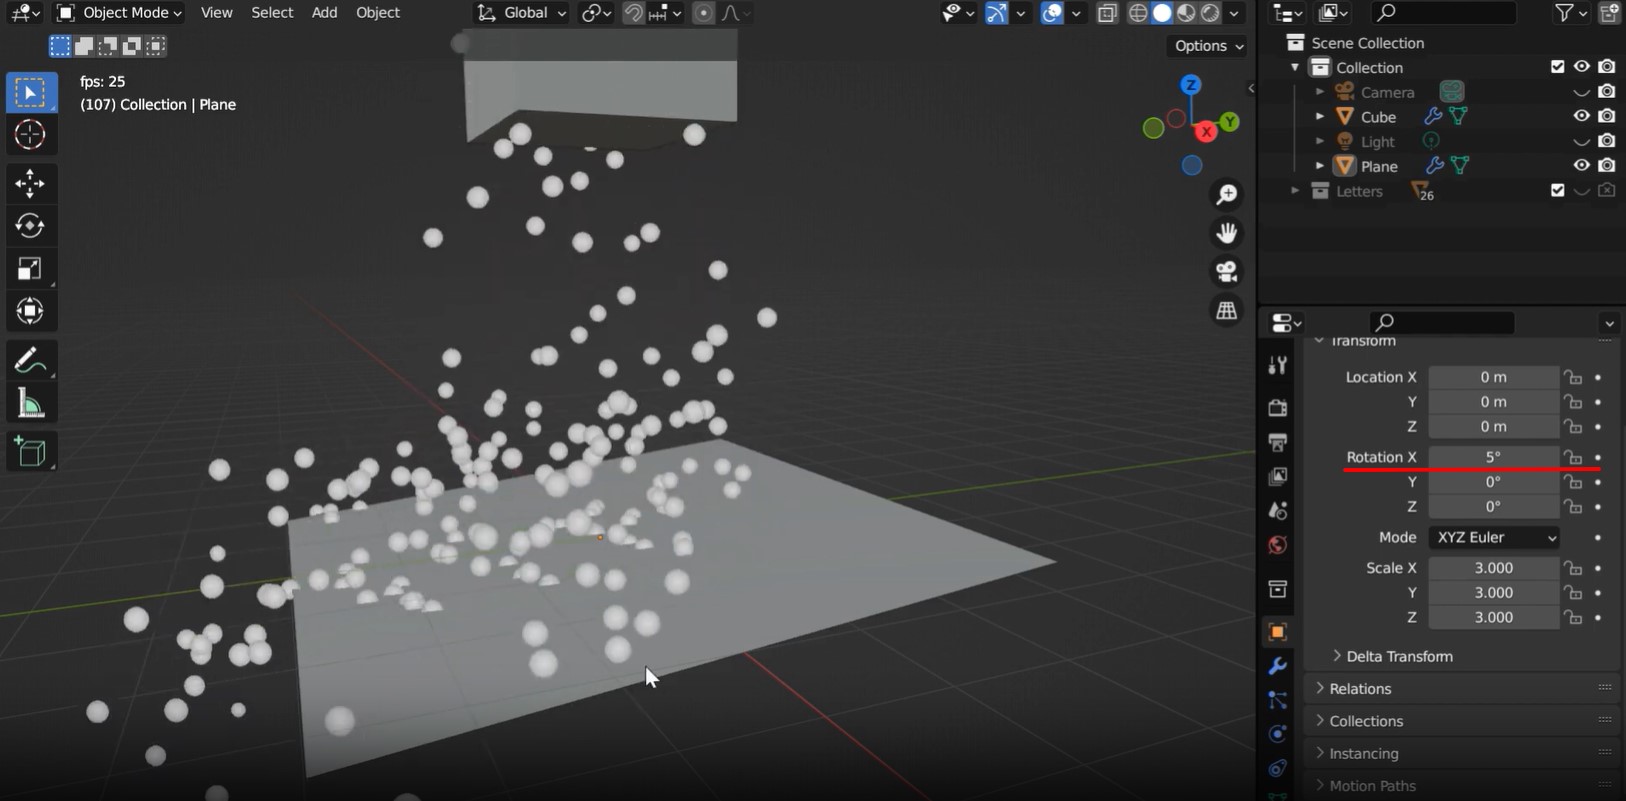 Object Mode View Select Add Object Global
Options
fps: 25
(107) Collection | Plane
Z
Y
X
Scene Collection
Collection
Camera
Cube
Light
Plane
Letters 26
Transform
Location X 0 m
Y 0 m
Z 0 m
Rotation X 5°
Y 0°
Z 0°
Mode XYZ Euler
Scale X 3.000
Y 3.000
Z 3.000
Delta Transform
Relations
Collections
Instancing
Motion Paths